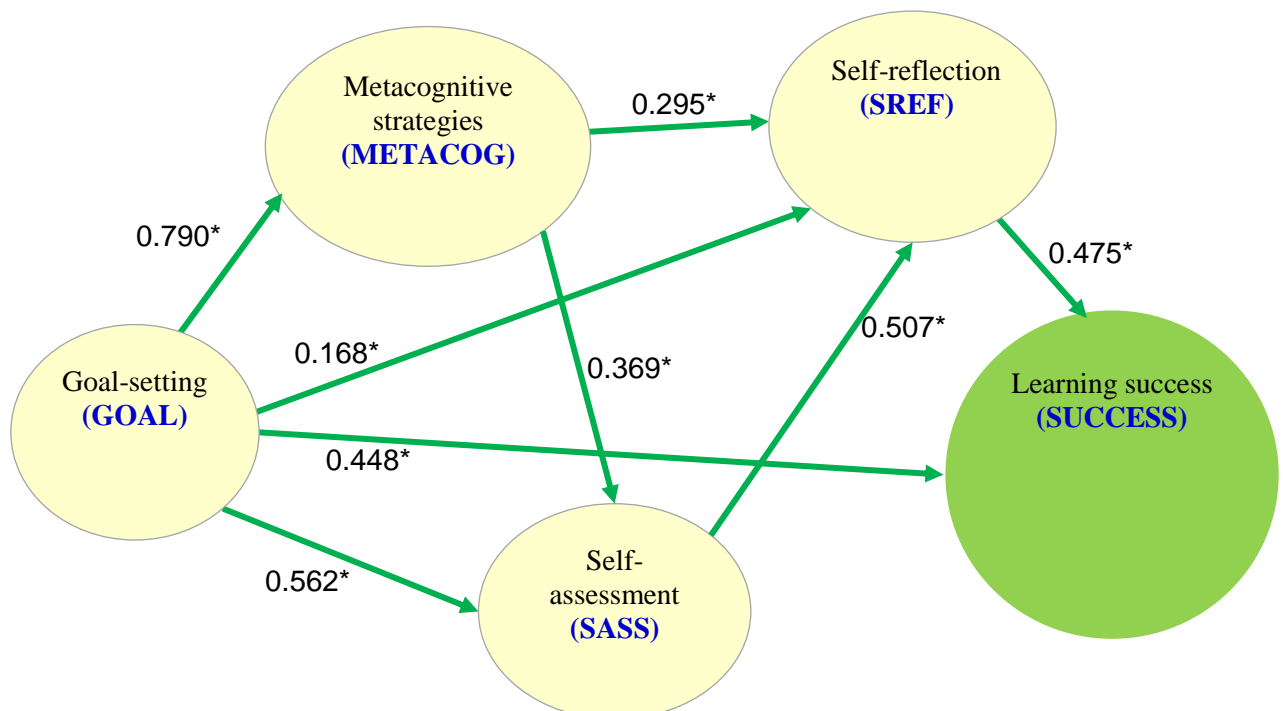 Metacognitive
strategies
(METACOG)
0.295*
Self-reflection
(SREF)
0.790*
0.475*
0.168*
0.369*
0.507*
Goal-setting
(GOAL)
Learning success
(SUCCESS)
0.448*
0.562*
Self-
assessment
(SASS)